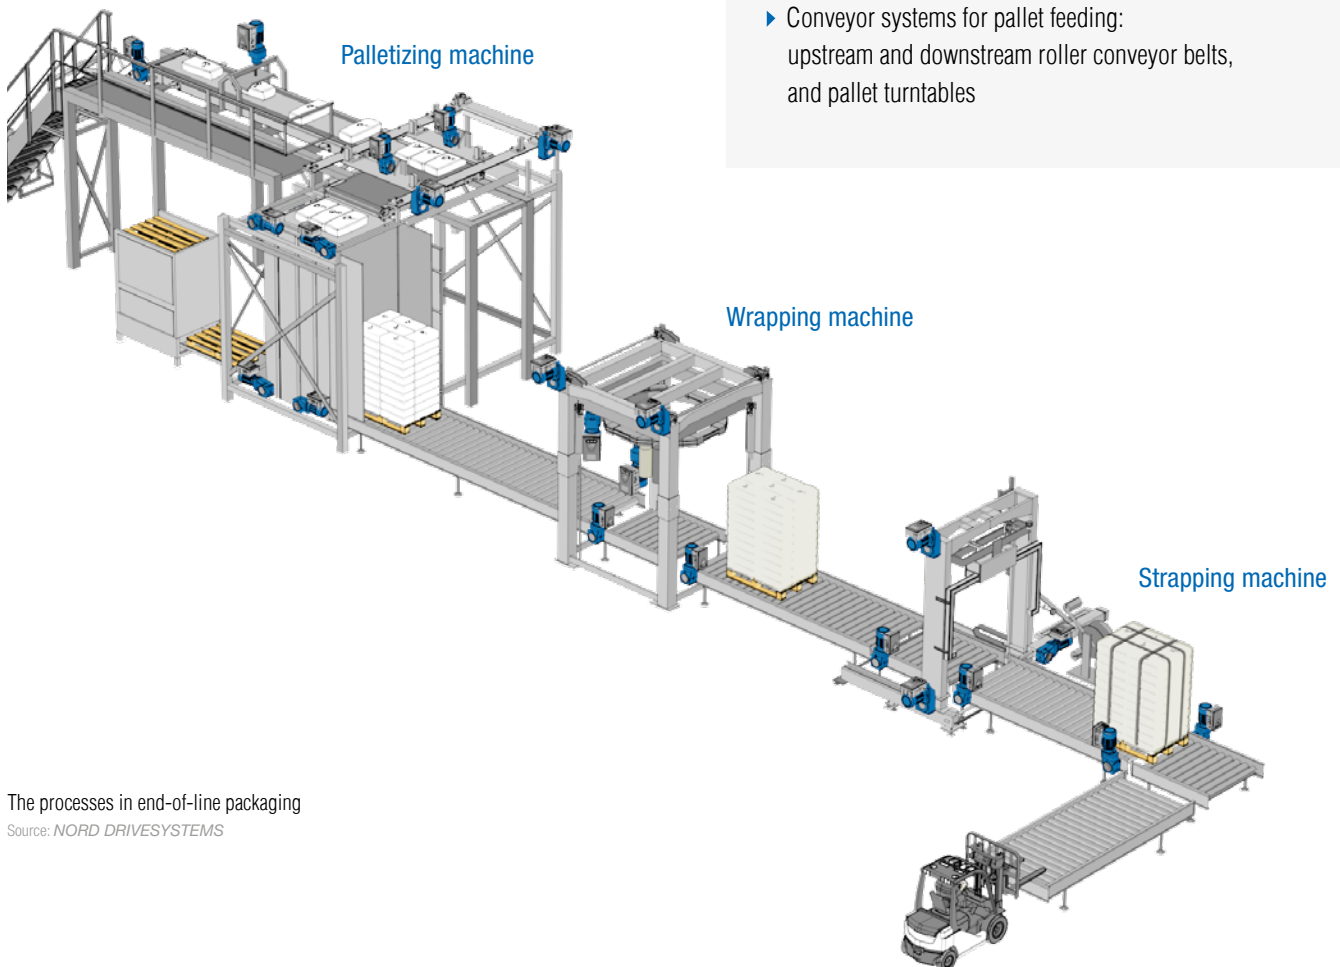 ▶ Conveyor systems for pallet feeding:
upstream and downstream roller conveyor belts,
and pallet turntables
Palletizing machine
Wrapping machine
Strapping machine
The processes in end-of-line packaging
Source: NORD DRIVESYSTEMS